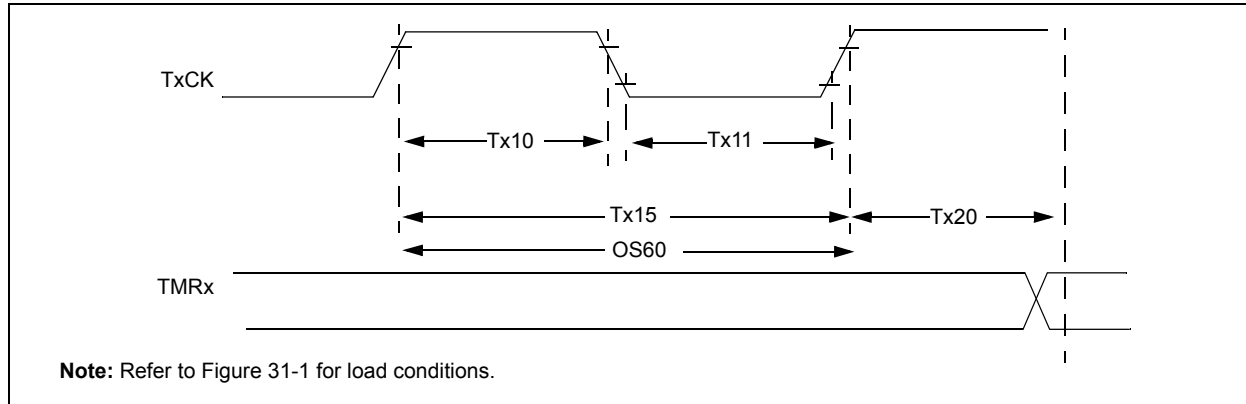 TxCK
Tx10
Tx11
Tx15
Tx20
OS60
TMRx
Note: Refer to Figure 31-1 for load conditions.